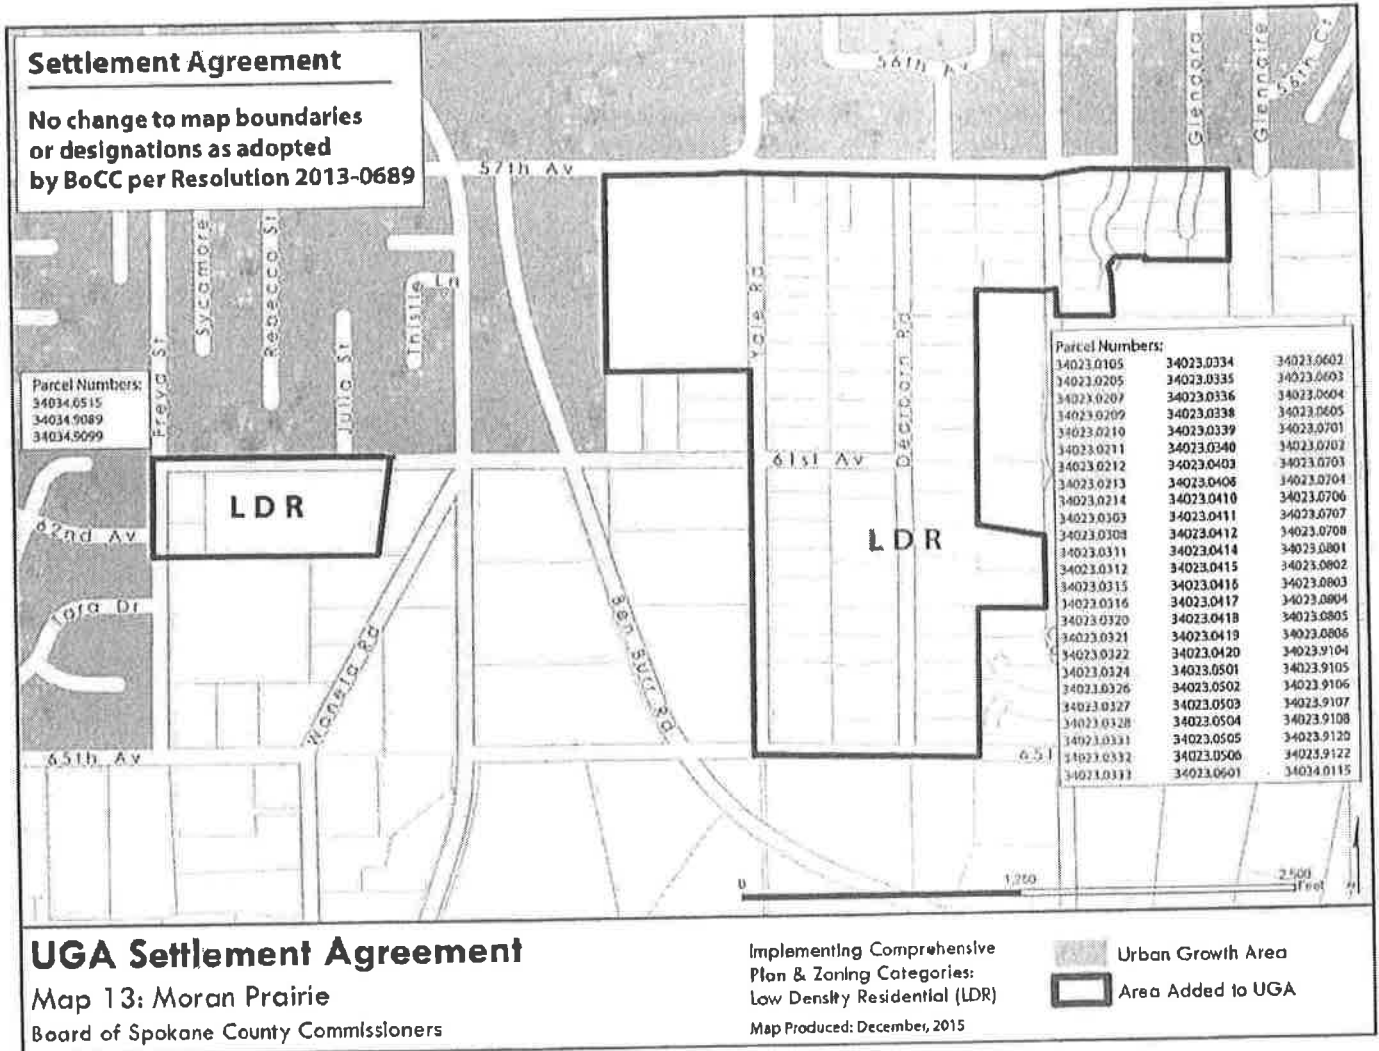 Settlement Agreement
No change to map boundaries
or designations as adopted
by BoCC per Resolution 2013-0689
56th Av
Glendora
Glennaire
56th Ct
57th Av
Sycamore
Rebecca St
Thistle Ln
Julia St
Freya St
Yale Rd
Dearborn Rd
Parcel Numbers:
34034.0515
34034.9089
34034.9099
Parcel Numbers:
34023.0105 34023.0334 34023.0602
34023.0205 34023.0335 34023.0603
34023.0207 34023.0336 34023.0604
34023.0209 34023.0338 34023.0605
34023.0210 34023.0339 34023.0701
34023.0211 34023.0340 34023.0702
34023.0212 34023.0403 34023.0703
34023.0213 34023.0704
34023.0214 34023.0410 34023.0706
34023.0303 34023.0411 34023.0707
34023.0308 34023.0412 34023.0708
34023.0311 34023.0414 34023.0801
34023.0312 34023.0415 34023.0802
34023.0315 34023.0416 34023.0803
34023.0316 34023.0417 34023.0804
34023.0320 34023.0418 34023.0805
34023.0321 34023.0419 34023.0806
34023.0322 34023.0420 34023.9104
34023.0324 34023.0501 34023.9105
34023.0326 34023.0502 34023.9106
34023.0327 34023.0503 34023.9107
34023.0328 34023.0504 34023.9108
34023.0331 34023.0505 34023.9120
34023.0332 34023.0506 34023.9122
34023.0333 34023.0601 34034.0115
61st Av
LDR
LDR
62nd Av
Tara Dr
Waneta Rd
Ben Burr Rd
65th Av
651
0 1,250 2,500
Feet
UGA Settlement Agreement
Map 13: Moran Prairie
Board of Spokane County Commissioners
Implementing Comprehensive
Plan & Zoning Categories:
Low Density Residential (LDR)
Map Produced: December, 2015
Urban Growth Area
Area Added to UGA